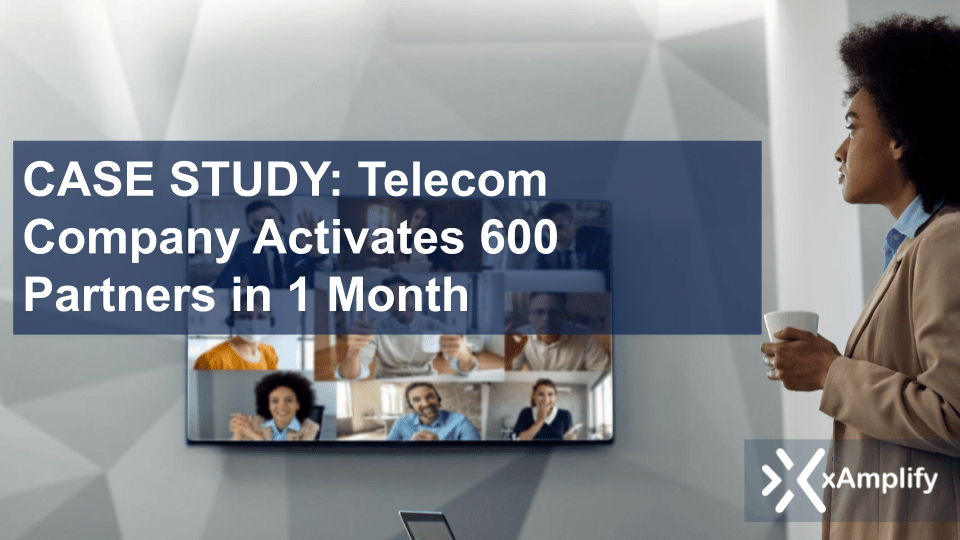 CASE STUDY: Telecom
Company Activates 600
Partners in 1 Month
xAmplify